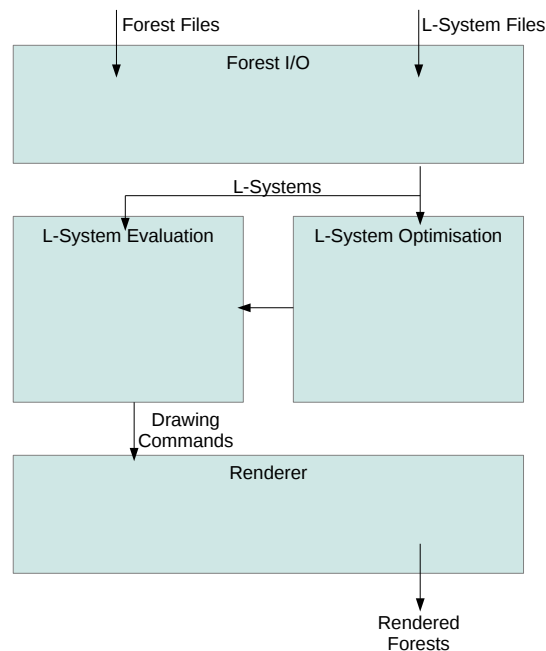 Forest Files
L-System Files
Forest I/O
L-Systems
L-System Evaluation
L-System Optimisation
Drawing
Commands
Renderer
Rendered
Forests